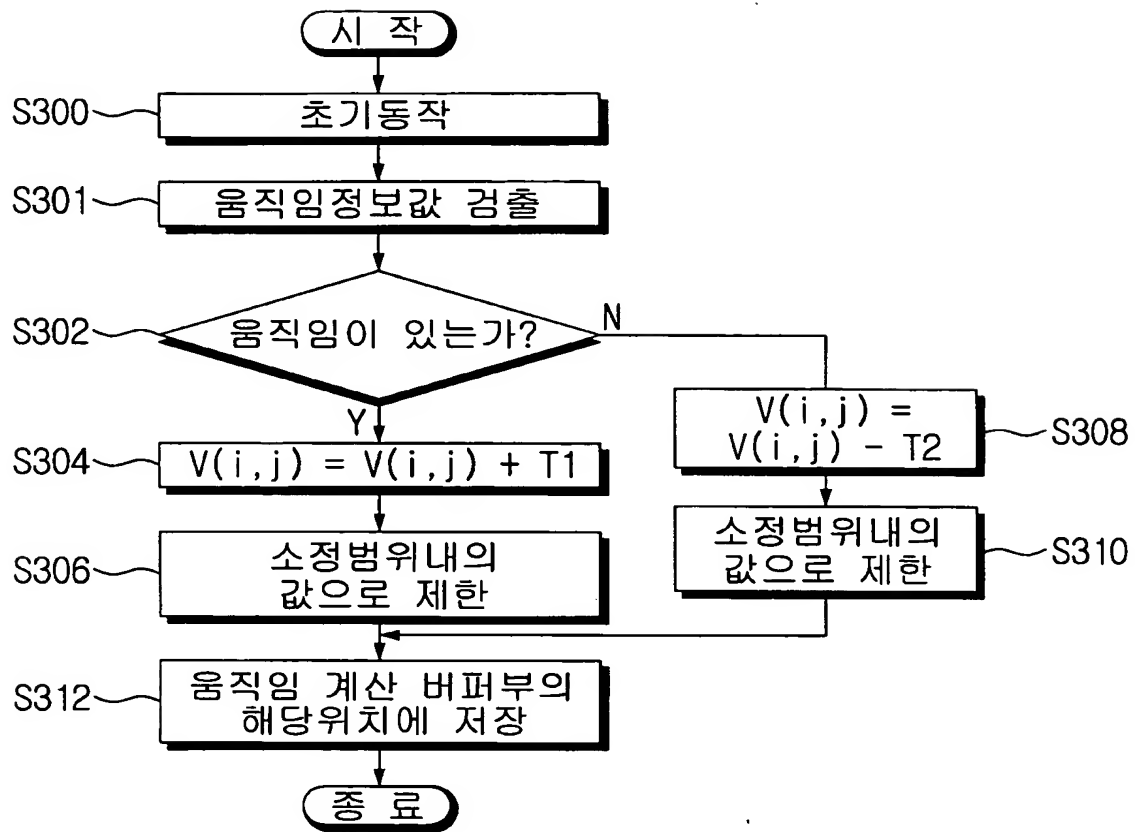 시 작
S300
초기동작
S301
움직임정보값 검출
S302
움직임이 있는가?
N
Y
S304
V(i,j) = V(i,j) + T1
V(i,j) =
V(i,j) - T2
S308
S306
소정범위내의
값으로 제한
소정범위내의
값으로 제한
S310
S312
움직임 계산 버퍼부의
해당위치에 저장
종 료